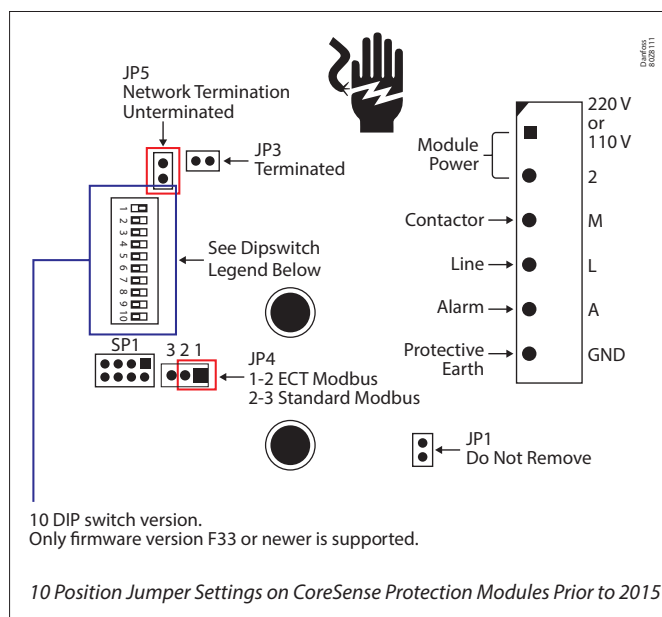 Danfoss
80Z8111
JP5
Network Termination
Unterminated
JP3
Terminated
1
2
3
4
5
6
7
8
9
10
See Dipswitch
Legend Below
SP1
3 2 1
JP4
1-2 ECT Modbus
2-3 Standard Modbus
Module
Power
220 V
or
110 V
2
Contactor
M
Line
L
Alarm
A
Protective
Earth
GND
JP1
Do Not Remove
10 DIP switch version.
Only firmware version F33 or newer is supported.
10 Position Jumper Settings on CoreSense Protection Modules Prior to 2015